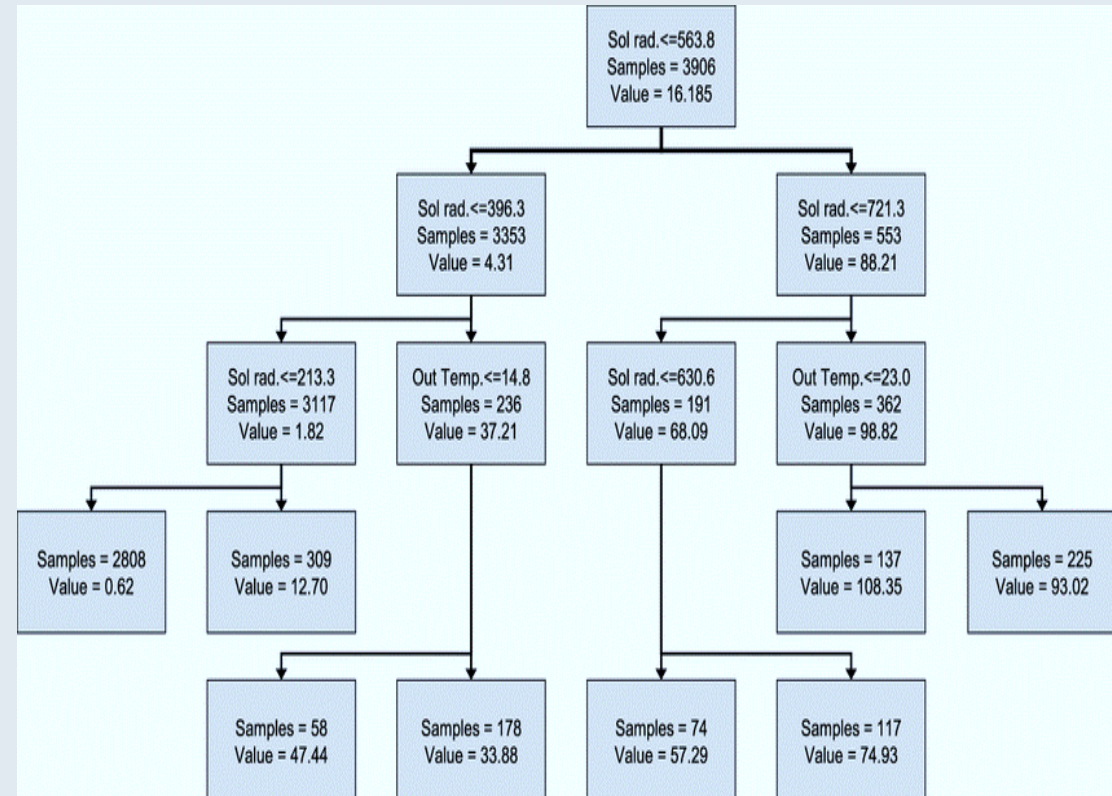 Sol rad.<=563.8
Samples = 3906
Value = 16.185
Sol rad.<=396.3
Samples = 3353
Value = 4.31
Sol rad.<=721.3
Samples = 553
Value = 88.21
Sol rad.<=213.3
Samples = 3117
Value = 1.82
Out Temp.<=14.8
Samples = 236
Value = 37.21
Sol rad.<=630.6
Samples = 191
Value = 68.09
Out Temp.<=23.0
Samples = 362
Value = 98.82
Samples = 2808
Value = 0.62
Samples = 309
Value = 12.70
Samples = 137
Value = 108.35
Samples = 225
Value = 93.02
Samples = 58
Value = 47.44
Samples = 178
Value = 33.88
Samples = 74
Value = 57.29
Samples = 117
Value = 74.93